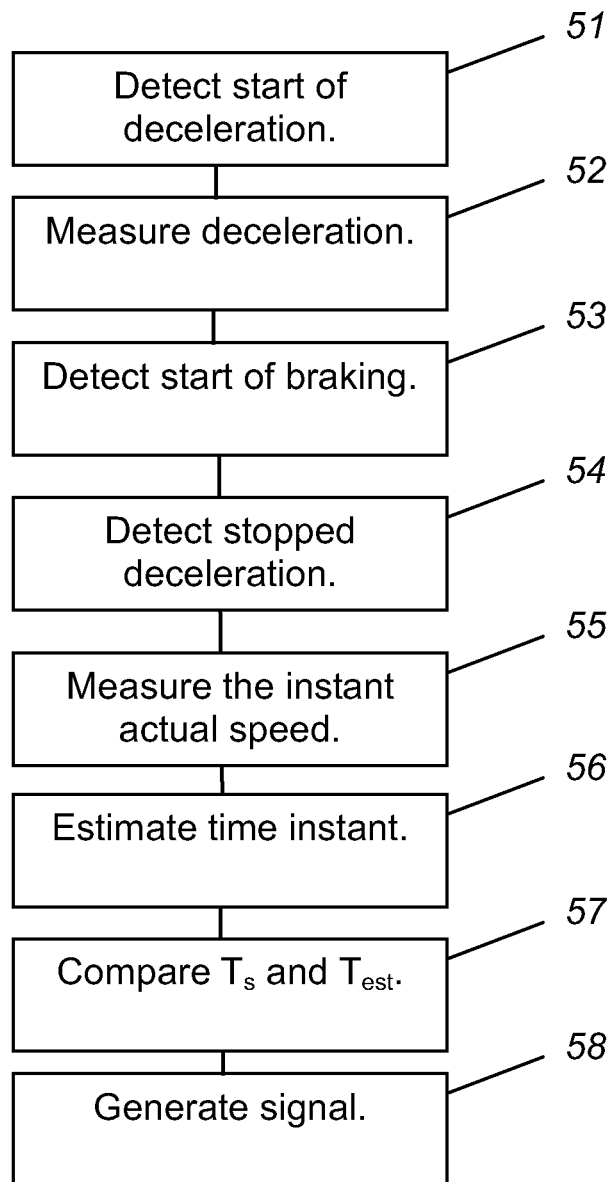 51
Detect start of
deceleration.
52
Measure deceleration.
53
Detect start of braking.
54
Detect stopped
deceleration.
55
Measure the instant
actual speed.
56
Estimate time instant.
57
Compare Ts and Test.
58
Generate signal.